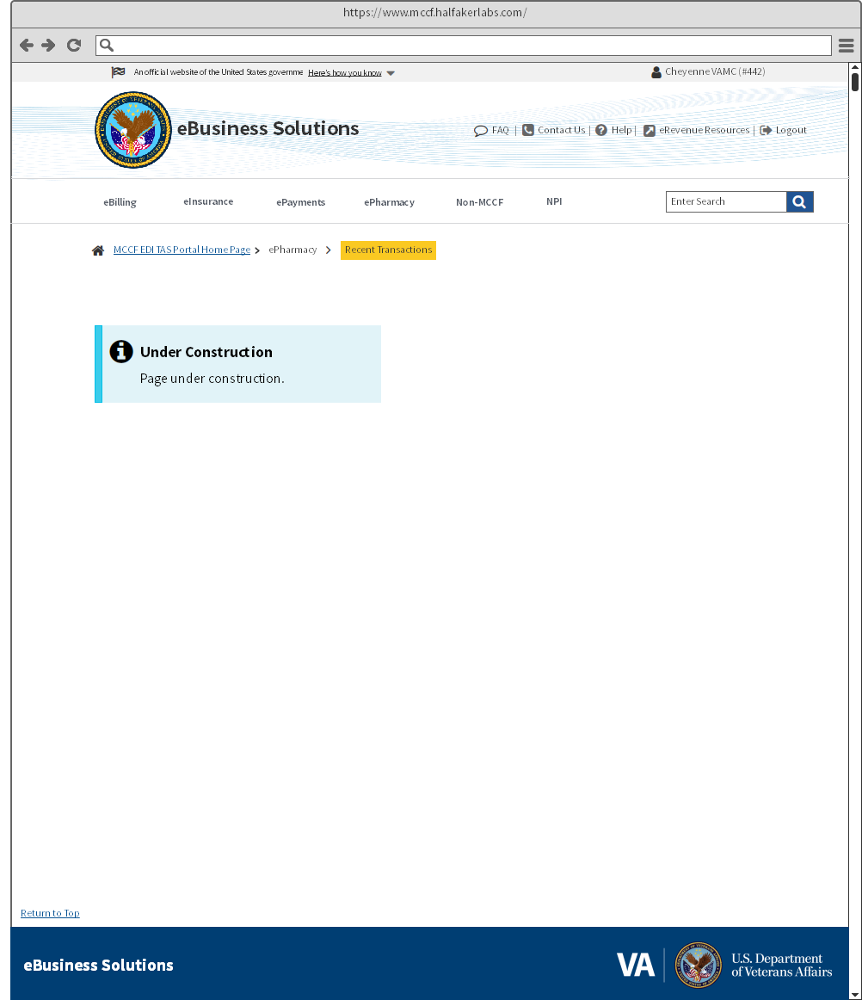 https://www.mccf.halfakerlabs.com/
An official website of the United States governme Here's how you know
Cheyenne VAMC (#442)
eBusiness Solutions
FAQ | Contact Us | Help | eRevenue Resources | Logout
eBilling eInsurance ePayments ePharmacy Non-MCCF NPI
Enter Search
MCCF EDI TAS Portal Home Page ePharmacy Recent Transactions
Under Construction
Page under construction.
Return to Top
eBusiness Solutions
VA
U.S. Department
of Veterans Affairs